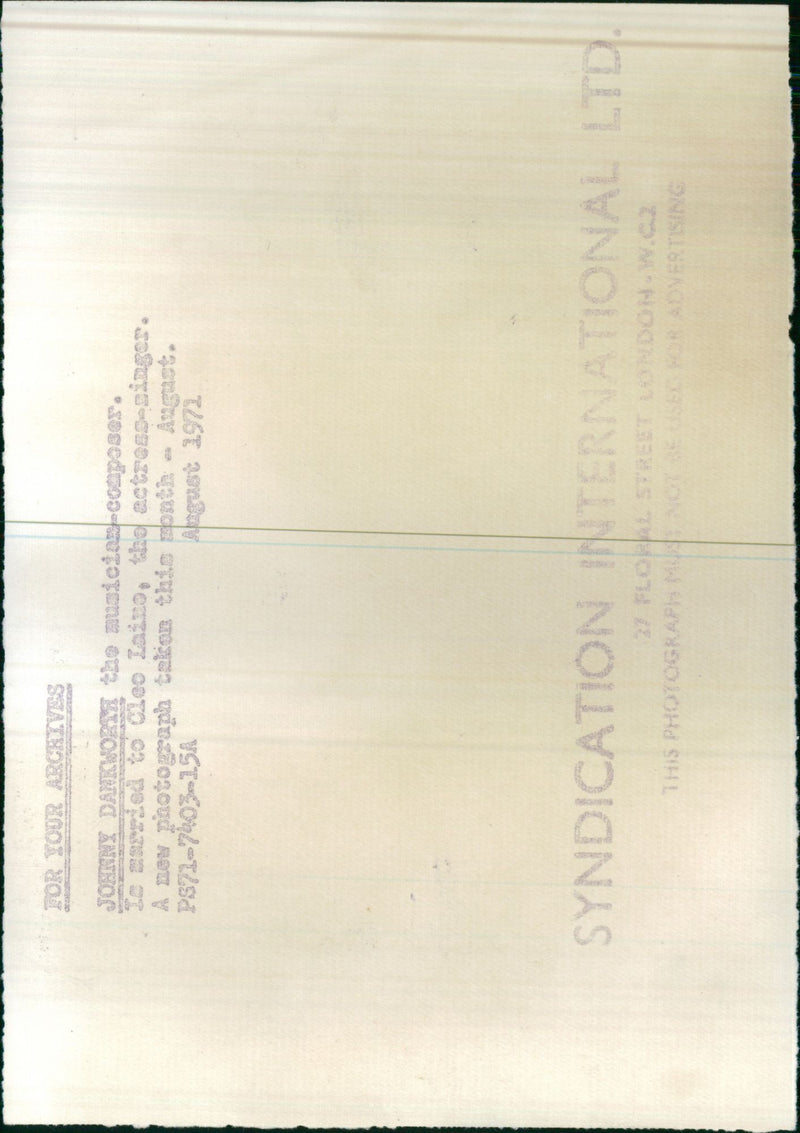 FOR YOUR ARCHIVES
JOHNNY DANKWORTH the musician-composer.
Is married to Cleo Laine, the actress-singer.
A new photograph taken this month - August.
PS71-7403-15A August 1971
SYNDICATION INTERNATIONAL LTD.
27 FLORAL STREET LONDON. W.C.2
THIS PHOTOGRAPH MUST NOT BE USED FOR ADVERTISING